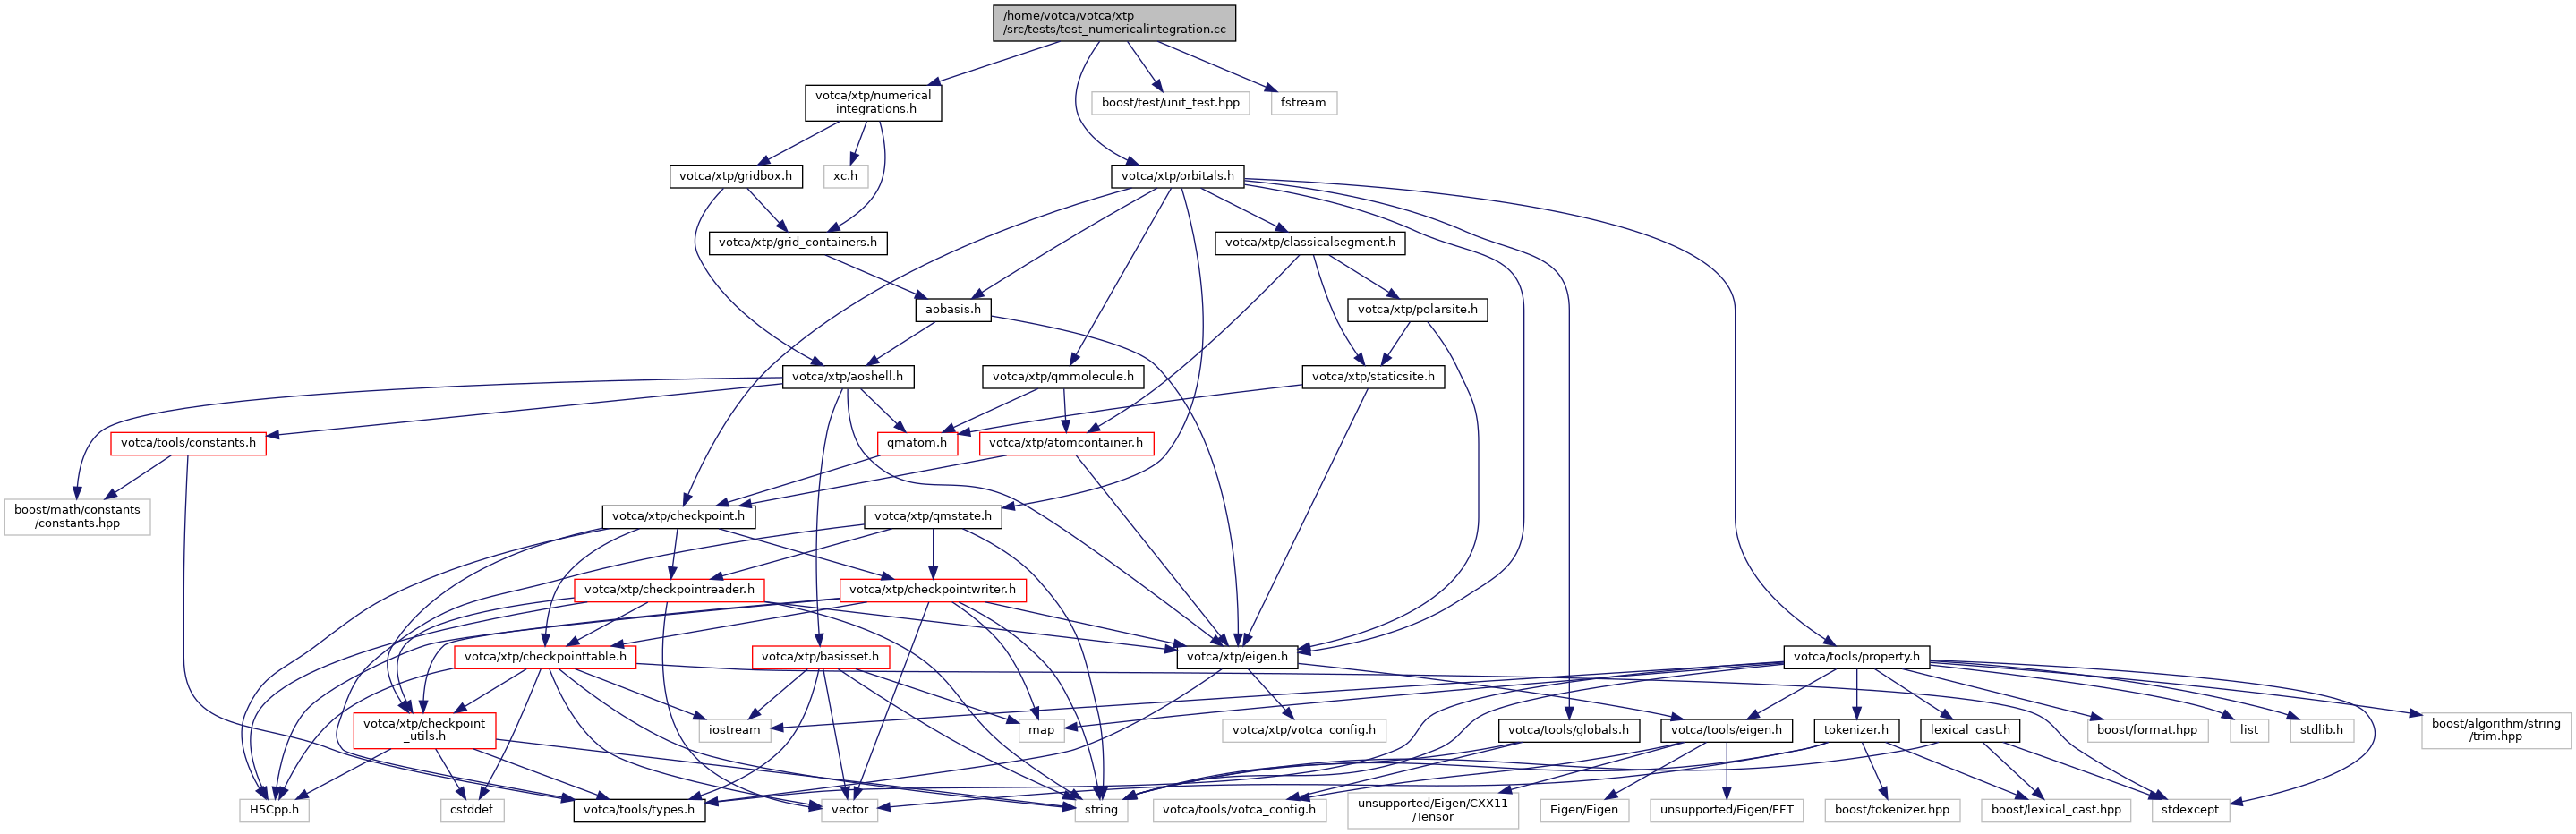 /home/votca/votca/xtp
/src/tests/test_numericalintegration.cc
votca/xtp/numerical
_integrations.h
boost/test/unit_test.hpp
fstream
votca/xtp/gridbox.h
xc.h
votca/xtp/orbitals.h
votca/xtp/grid_containers.h
votca/xtp/classicalsegment.h
aobasis.h
votca/xtp/polarsite.h
votca/xtp/aoshell.h
votca/xtp/qmmolecule.h
votca/xtp/staticsite.h
votca/tools/constants.h
qmatom.h
votca/xtp/atomcontainer.h
boost/math/constants
/constants.hpp
votca/xtp/checkpoint.h
votca/xtp/qmstate.h
votca/xtp/checkpointreader.h
votca/xtp/checkpointwriter.h
votca/xtp/checkpointtable.h
votca/xtp/basisset.h
votca/xtp/eigen.h
votca/tools/property.h
votca/xtp/checkpoint
_utils.h
iostream
map
votca/xtp/votca_config.h
votca/tools/globals.h
votca/tools/eigen.h
tokenizer.h
lexical_cast.h
boost/format.hpp
list
stdlib.h
boost/algorithm/string
/trim.hpp
H5Cpp.h
cstddef
votca/tools/types.h
vector
string
votca/tools/votca_config.h
unsupported/Eigen/CXX11
/Tensor
Eigen/Eigen
unsupported/Eigen/FFT
boost/tokenizer.hpp
boost/lexical_cast.hpp
stdexcept